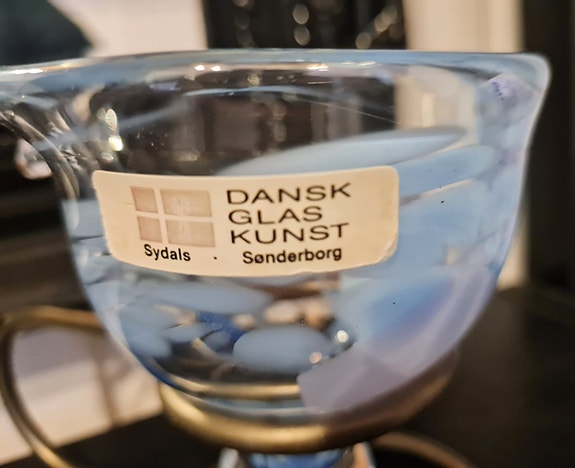 DANSK
GLAS
KUNST
Sydals · Sønderborg